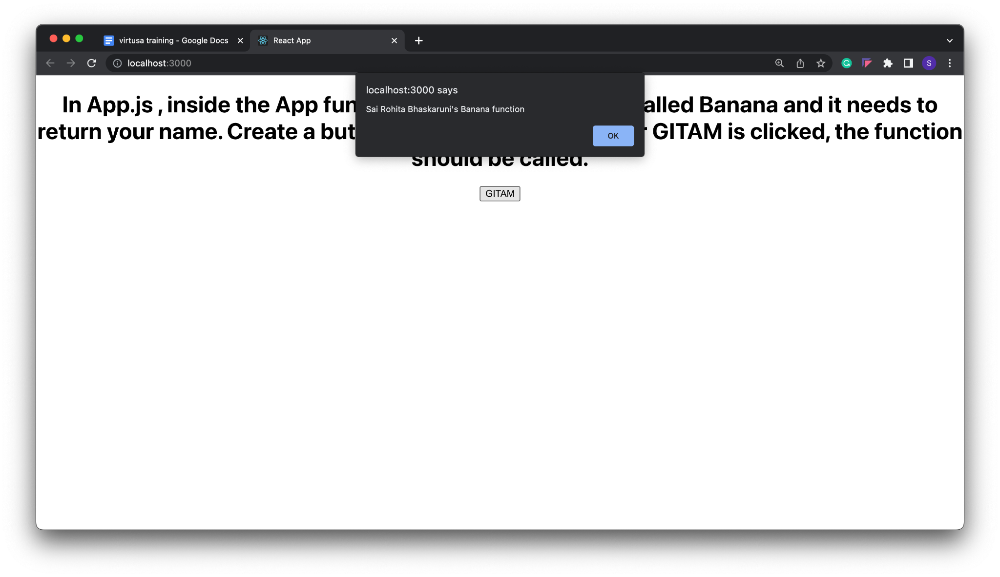 virtusa training - Google Docs
React App
localhost:3000
localhost:3000 says
Sai Rohita Bhaskaruni's Banana function
OK
In App.js , inside the App fun alled Banana and it needs to
return your name. Create a but GITAM is clicked, the function
should be called.
GITAM
S